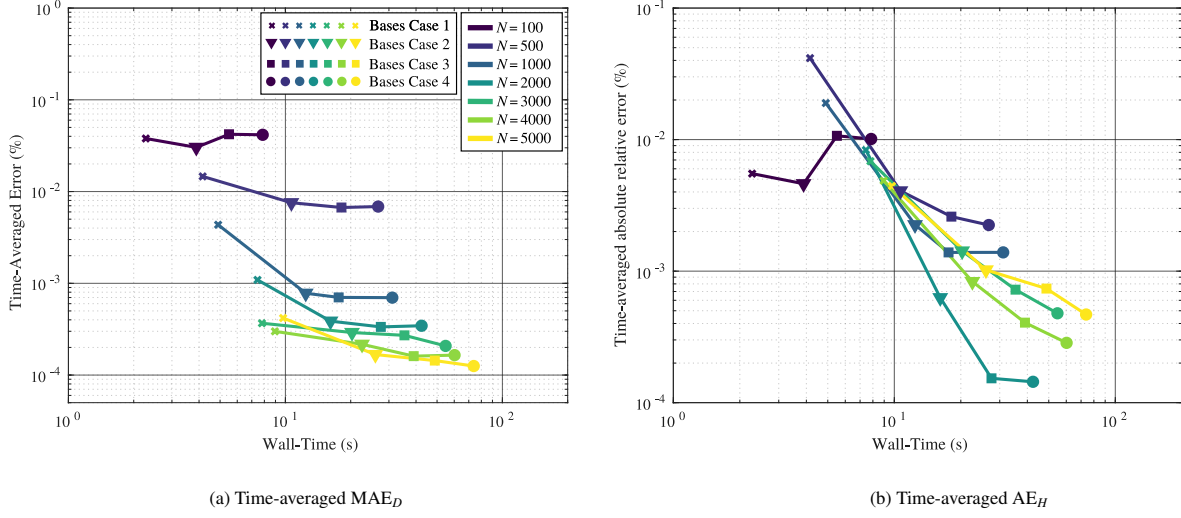 Time-Averaged Error (%)
10^0
10^{-1}
10^{-2}
10^{-3}
10^{-4}
Bases Case 1
Bases Case 2
Bases Case 3
Bases Case 4
N = 100
N = 500
N = 1000
N = 2000
N = 3000
N = 4000
N = 5000
10^0
10^1
10^2
Wall-Time (s)
(a) Time-averaged MAE_D
Time-averaged absolute relative error (%)
10^{-1}
10^{-2}
10^{-3}
10^{-4}
10^0
10^1
10^2
Wall-Time (s)
(b) Time-averaged AE_H